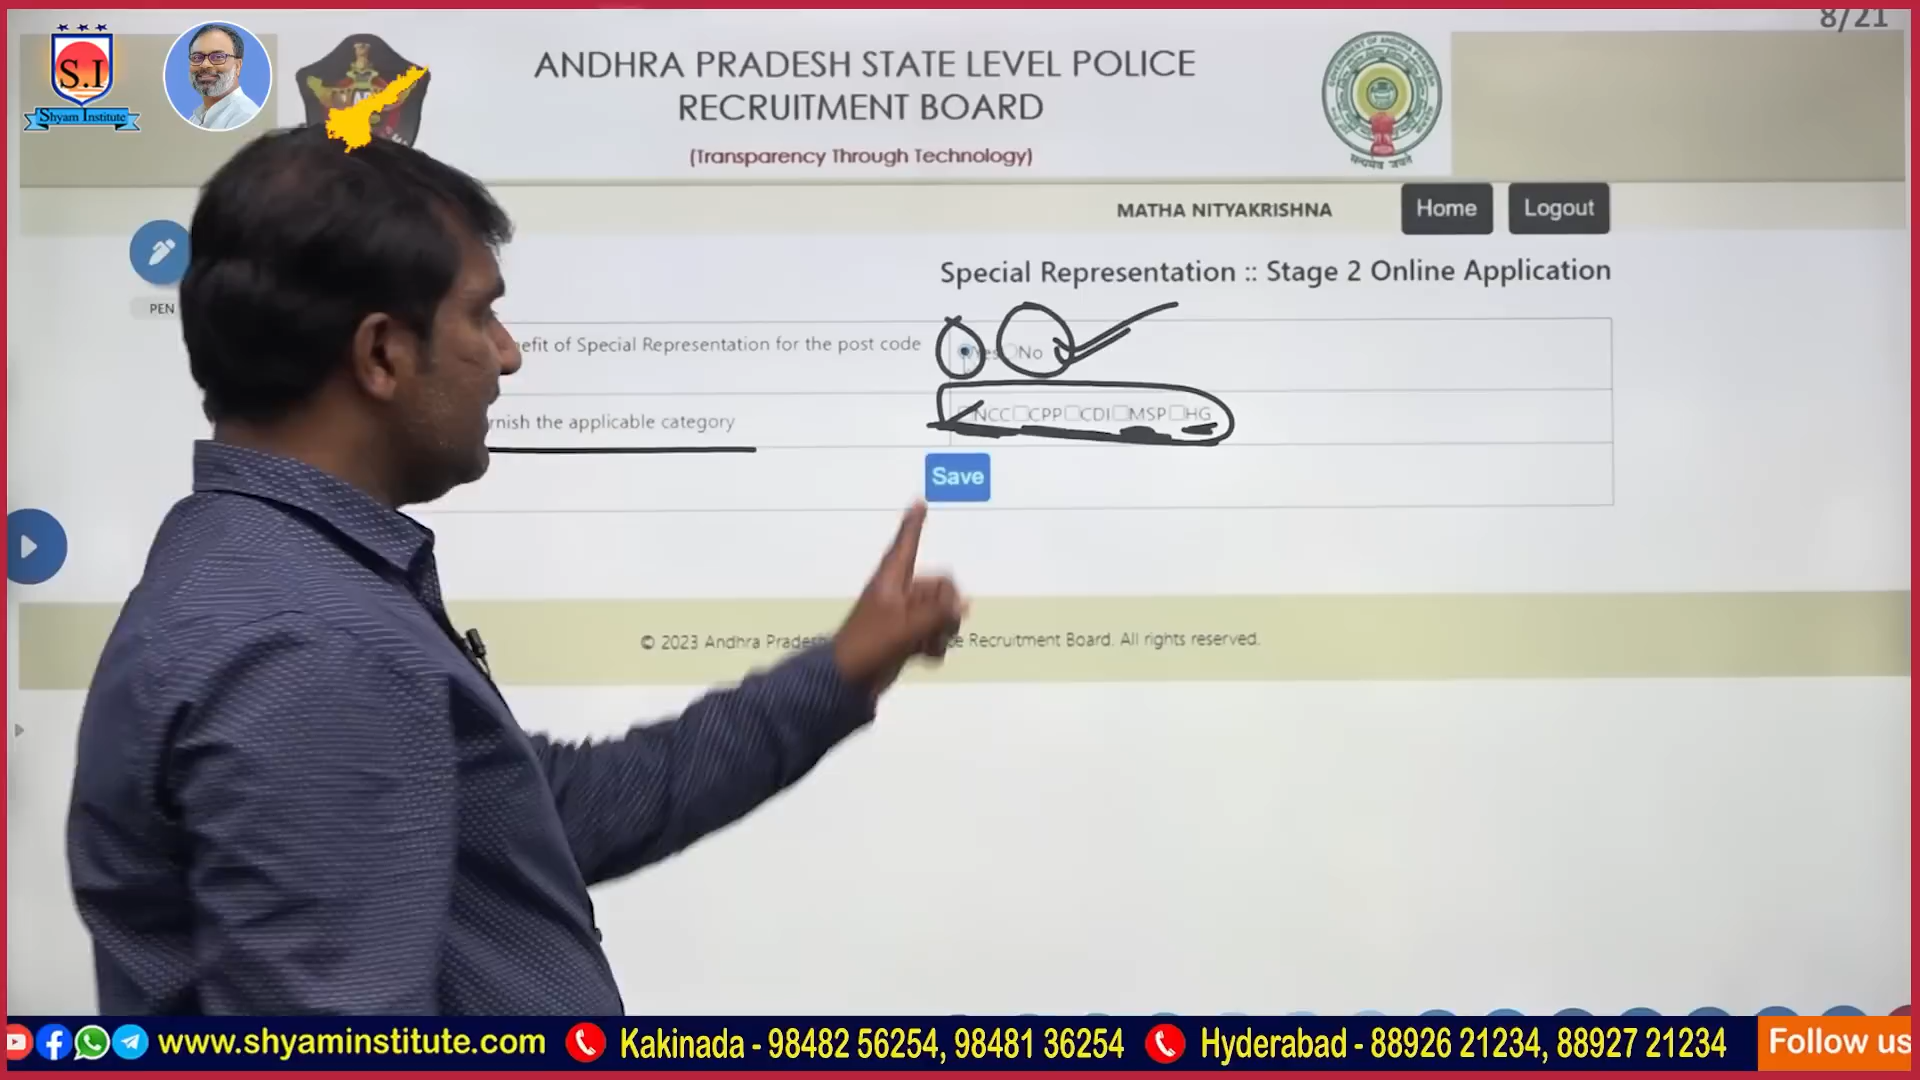 8/21
S.I
Shyam Institute
ANDHRA PRADESH STATE LEVEL POLICE
RECRUITMENT BOARD
(Transparency Through Technology)
MATHA NITYAKRISHNA
Home
Logout
PEN
Special Representation :: Stage 2 Online Application
efit of Special Representation for the post code
Yes No
nish the applicable category
NCC CPP CDI MSP HG
Save
© 2023 Andhra Prades e Recruitment Board. All rights reserved.
www.shyaminstitute.com
Kakinada - 98482 56254, 98481 36254
Hyderabad - 88926 21234, 88927 21234
Follow us